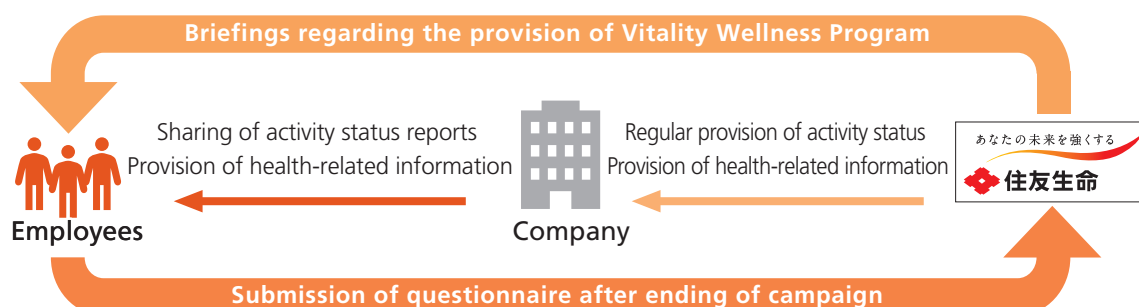 Briefings regarding the provision of Vitality Wellness Program
Sharing of activity status reports
Provision of health-related information
Regular provision of activity status
Provision of health-related information
あなたの未来を強くする
住友生命
Employees
Company
Submission of questionnaire after ending of campaign